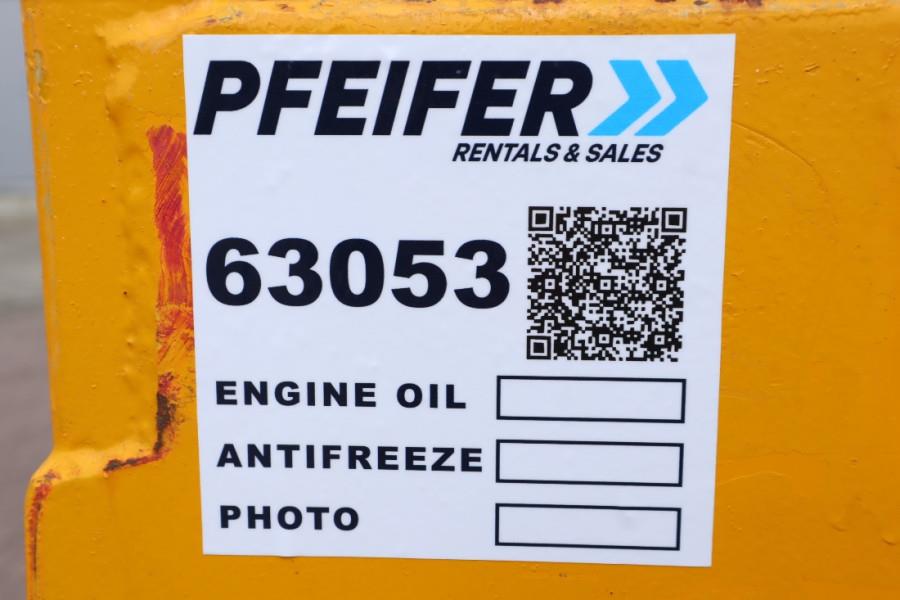 PFEIFER
RENTALS & SALES
63053
ENGINE OIL
ANTIFREEZE
PHOTO